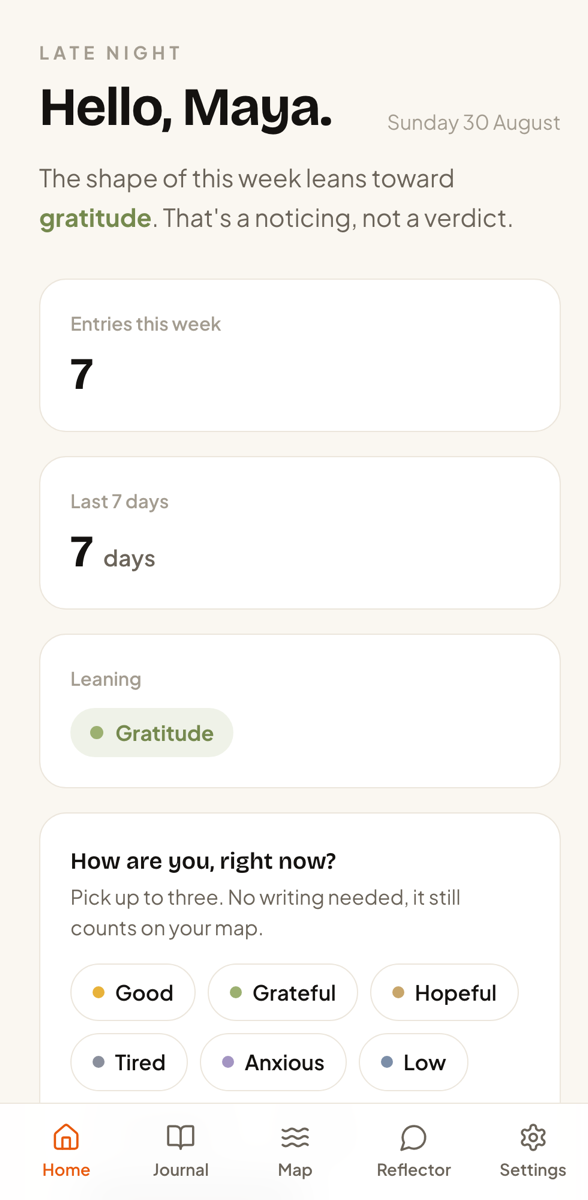 LATE NIGHT
Hello, Maya.
Sunday 30 August
The shape of this week leans toward
gratitude. That's a noticing, not a verdict.
Entries this week
7
Last 7 days
7 days
Leaning
Gratitude
How are you, right now?
Pick up to three. No writing needed, it still
counts on your map.
Good Grateful Hopeful
Tired Anxious Low
Home Journal Map Reflector Settings